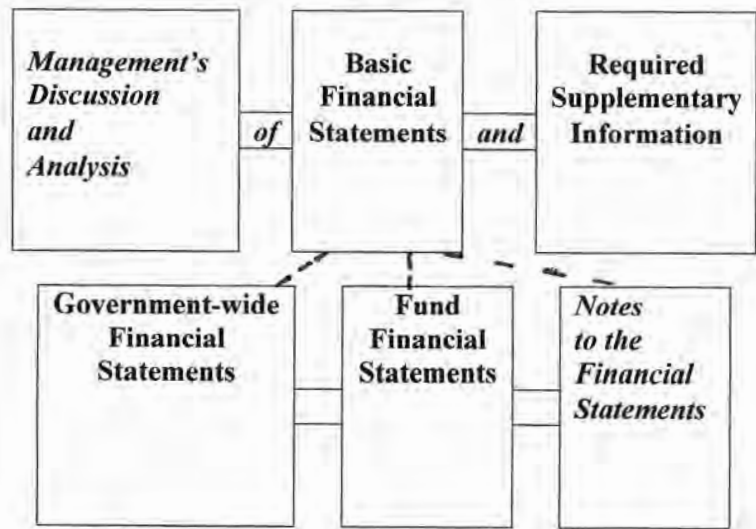 Management's
Discussion
and
Analysis
of
Basic
Financial
Statements
and
Required
Supplementary
Information
Government-wide
Financial
Statements
Fund
Financial
Statements
Notes
to the
Financial
Statements